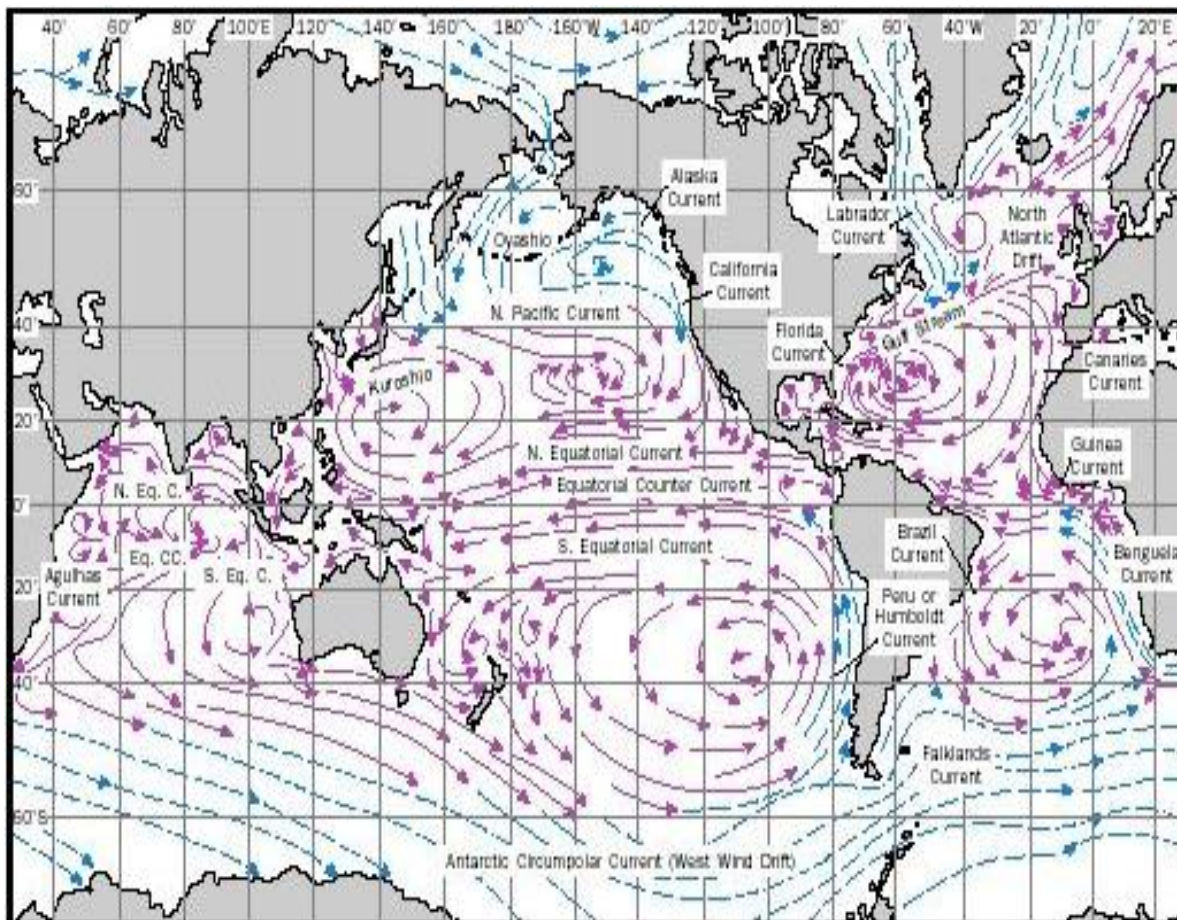 40° 60° 80° 100°E 120° 140° 160° 180° 160°W 140° 120° 100° 80° 60° 40°W 20° 0° 20°E
60°
Alaska
Current
Labrador
Current
North
Atlantic
Drift
Oyashio
California
Current
N. Pacific Current
40°
Florida
Current
Gulf Stream
Canaries
Current
Kuroshio
20°
N. Equatorial Current
Guinea
Current
N. Eq. C.
Equatorial Counter Current
0°
Eq. CC.
S. Equatorial Current
Brazil
Current
Benguela
Current
S. Eq. C.
Agulhas
Current
20°
Peru or
Humboldt
Current
40°
Falklands
Current
60°S
Antarctic Circumpolar Current (West Wind Drift)